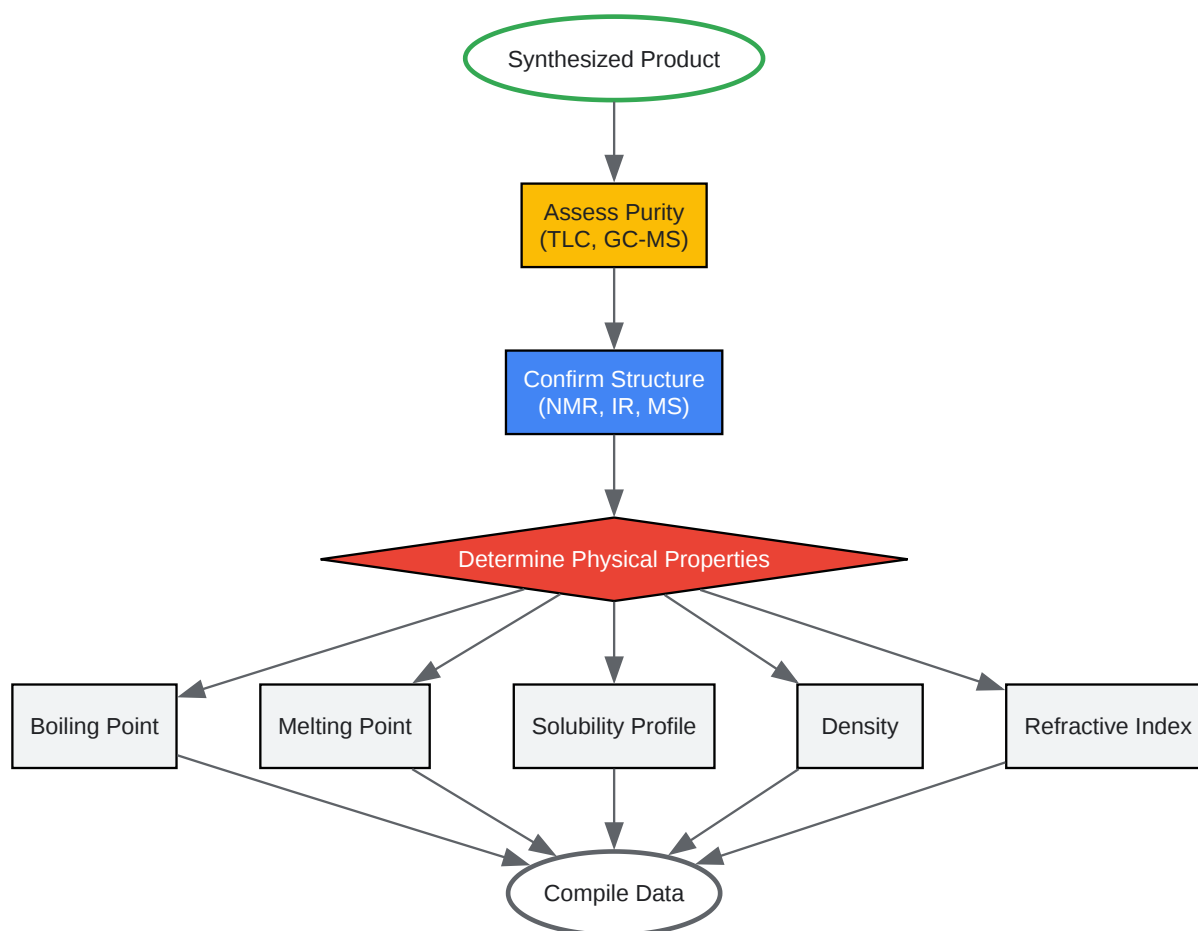 Synthesized Product
Assess Purity
(TLC, GC-MS)
Confirm Structure
(NMR, IR, MS)
Determine Physical Properties
Boiling Point
Melting Point
Solubility Profile
Density
Refractive Index
Compile Data